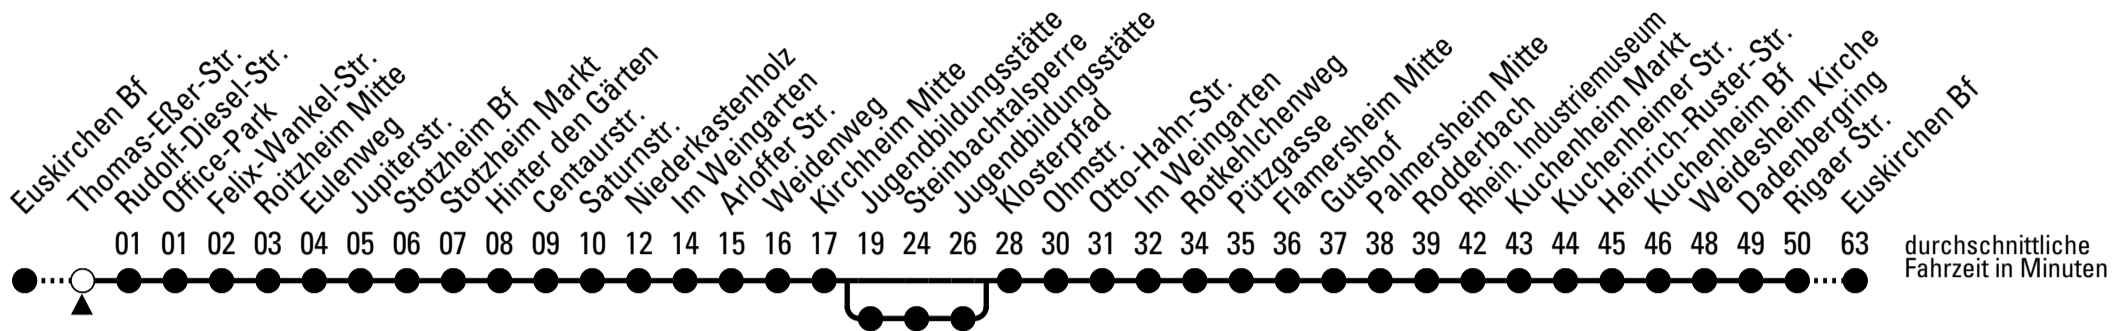 Euskirchen Bf
Thomas-Eßer-Str.
Rudolf-Diesel-Str.
Office-Park
Felix-Wankel-Str.
Roitzheim Mitte
Eulenweg
Jupiterstr.
Stotzheim Bf
Stotzheim Markt
Hinter den Gärten
Centaurstr.
Saturnstr.
Niederkastenholz
Im Weingarten
Arloffer Str.
Weidenweg
Kirchheim Mitte
Jugendbildungsstätte
Steinbachtalsperre
Jugendbildungsstätte
Klosterpfad
Ohmstr.
Otto-Hahn-Str.
Im Weingarten
Rotkehlchenweg
Pützgasse
Flamersheim Mitte
Gutshof
Palmersheim Mitte
Rodderbach
Rhein. Industriemuseum
Kuchenheim Markt
Kuchenheimer Str.
Heinrich-Ruster-Str.
Kuchenheim Bf
Weidesheim Kirche
Dadenbergring
Rigaer Str.
Euskirchen Bf
01 01 02 03 04 05 06 07 08 09 10 12 14 15 16 17 19 24 26 28 30 31 32 34 35 36 37 38 39 42 43 44 45 46 48 49 50 63
durchschnittliche
Fahrzeit in Minuten